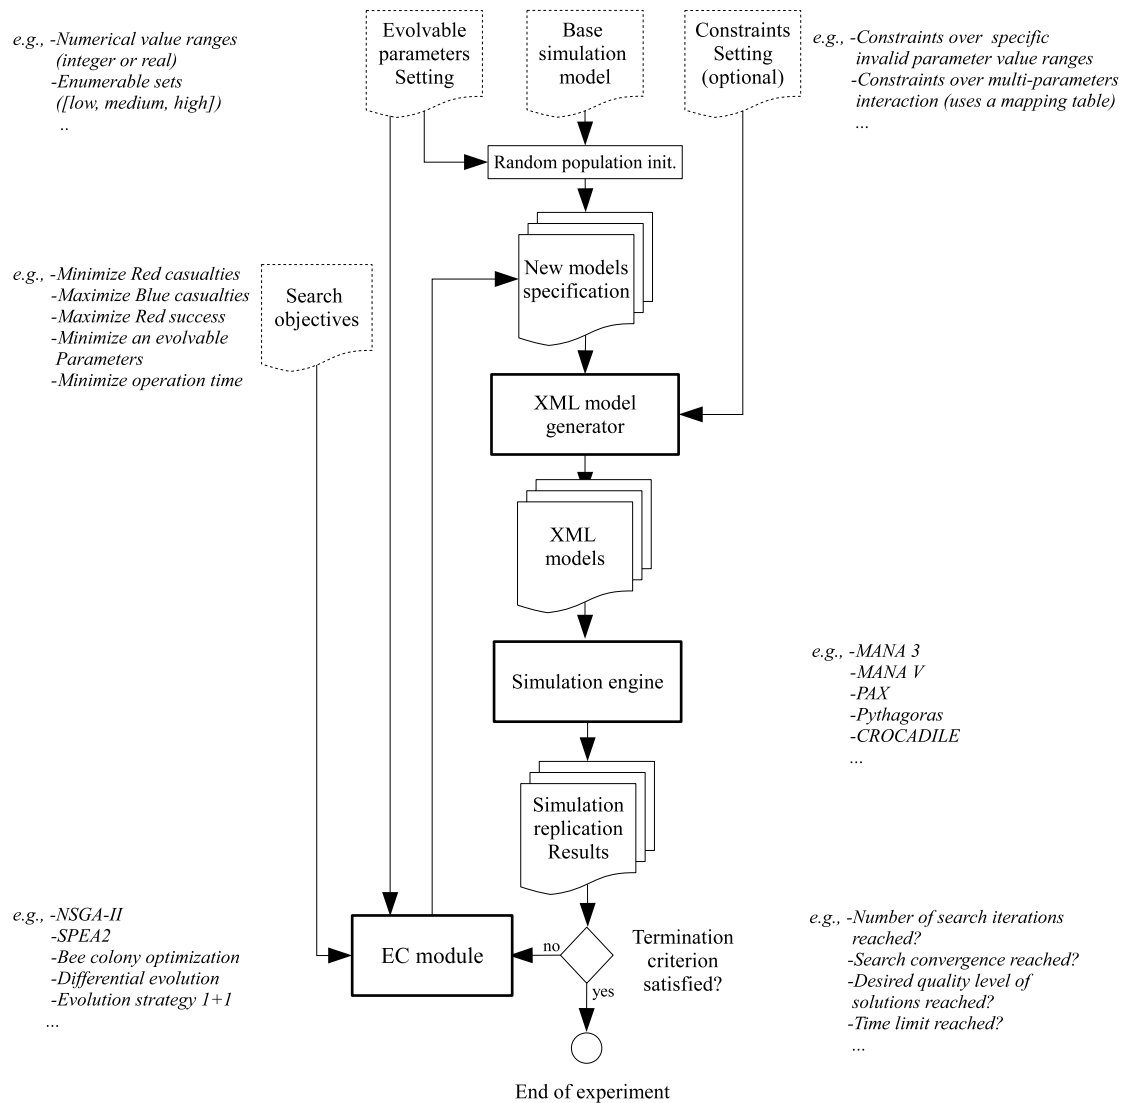 e.g., -Numerical value ranges
(integer or real)
-Enumerable sets
([low, medium, high])
..
Evolvable
parameters
Setting
Base
simulation
model
Constraints
Setting
(optional)
e.g., -Constraints over specific
invalid parameter value ranges
-Constraints over multi-parameters
interaction (uses a mapping table)
...
Random population init.
New models
specification
e.g., -Minimize Red casualties
-Maximize Blue casualties
-Maximize Red success
-Minimize an evolvable
Parameters
-Minimize operation time
Search
objectives
XML model
generator
XML
models
Simulation engine
e.g., -MANA 3
-MANA V
-PAX
-Pythagoras
-CROCADILE
...
Simulation
replication
Results
e.g., -NSGA-II
-SPEA2
-Bee colony optimization
-Differential evolution
-Evolution strategy 1+1
...
EC module
no
Termination
criterion
satisfied?
yes
e.g., -Number of search iterations
reached?
-Search convergence reached?
-Desired quality level of
solutions reached?
-Time limit reached?
...
End of experiment